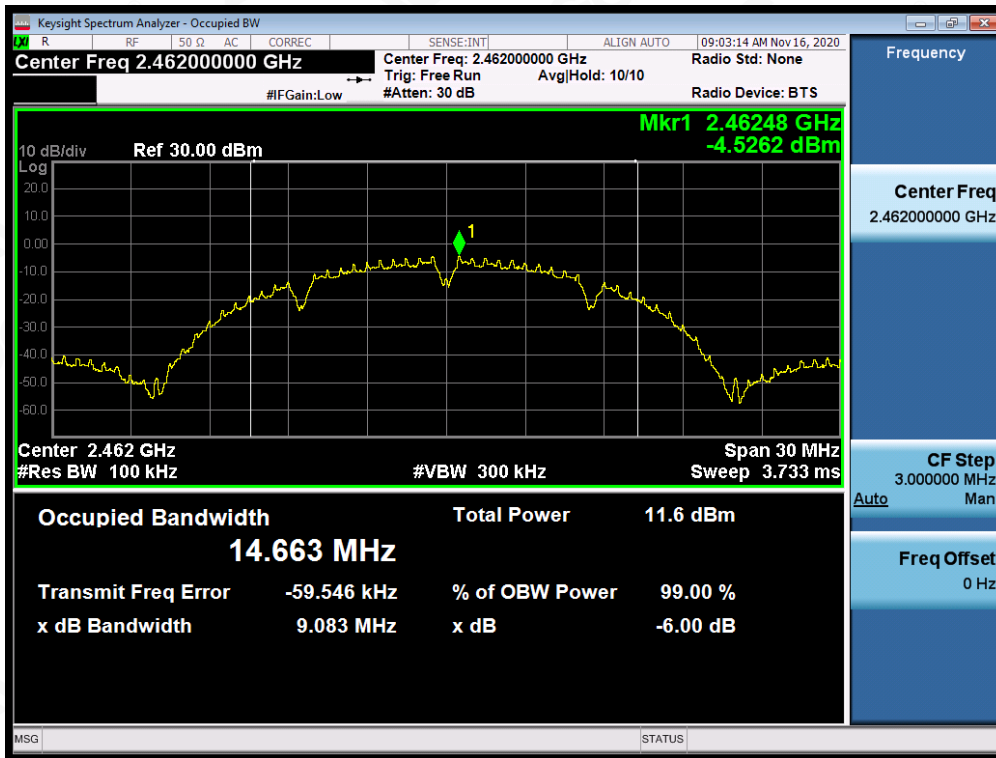 Keysight Spectrum Analyzer - Occupied BW
LXI R RF 50 Ω AC CORREC SENSE:INT ALIGN AUTO 09:03:14 AM Nov 16, 2020
Center Freq 2.462000000 GHz
Center Freq: 2.462000000 GHz
Radio Std: None
Trig: Free Run Avg|Hold: 10/10
#IFGain:Low
#Atten: 30 dB
Radio Device: BTS
Mkr1 2.46248 GHz
-4.5262 dBm
10 dB/div Ref 30.00 dBm
Log
20.0
10.0
0.00
-10.0
-20.0
-30.0
-40.0
-50.0
-60.0
1
Center 2.462 GHz
Span 30 MHz
#Res BW 100 kHz
#VBW 300 kHz
Sweep 3.733 ms
Occupied Bandwidth
14.663 MHz
Total Power 11.6 dBm
Transmit Freq Error -59.546 kHz
% of OBW Power 99.00 %
x dB Bandwidth 9.083 MHz
x dB -6.00 dB
MSG
STATUS
Frequency
Center Freq
2.462000000 GHz
CF Step
3.000000 MHz
Auto Man
Freq Offset
0 Hz